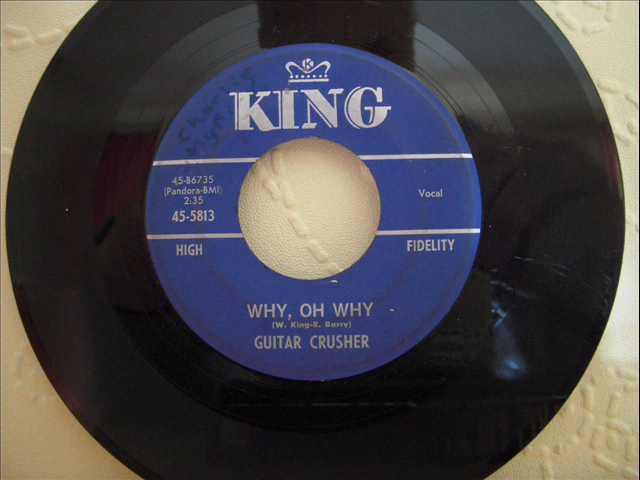 K
KING
Charlie
45-B6735
(Pandora-BMI)
2:35
45-5813
Vocal
HIGH FIDELITY
WHY, OH WHY
(W. King-R. Barry)
GUITAR CRUSHER